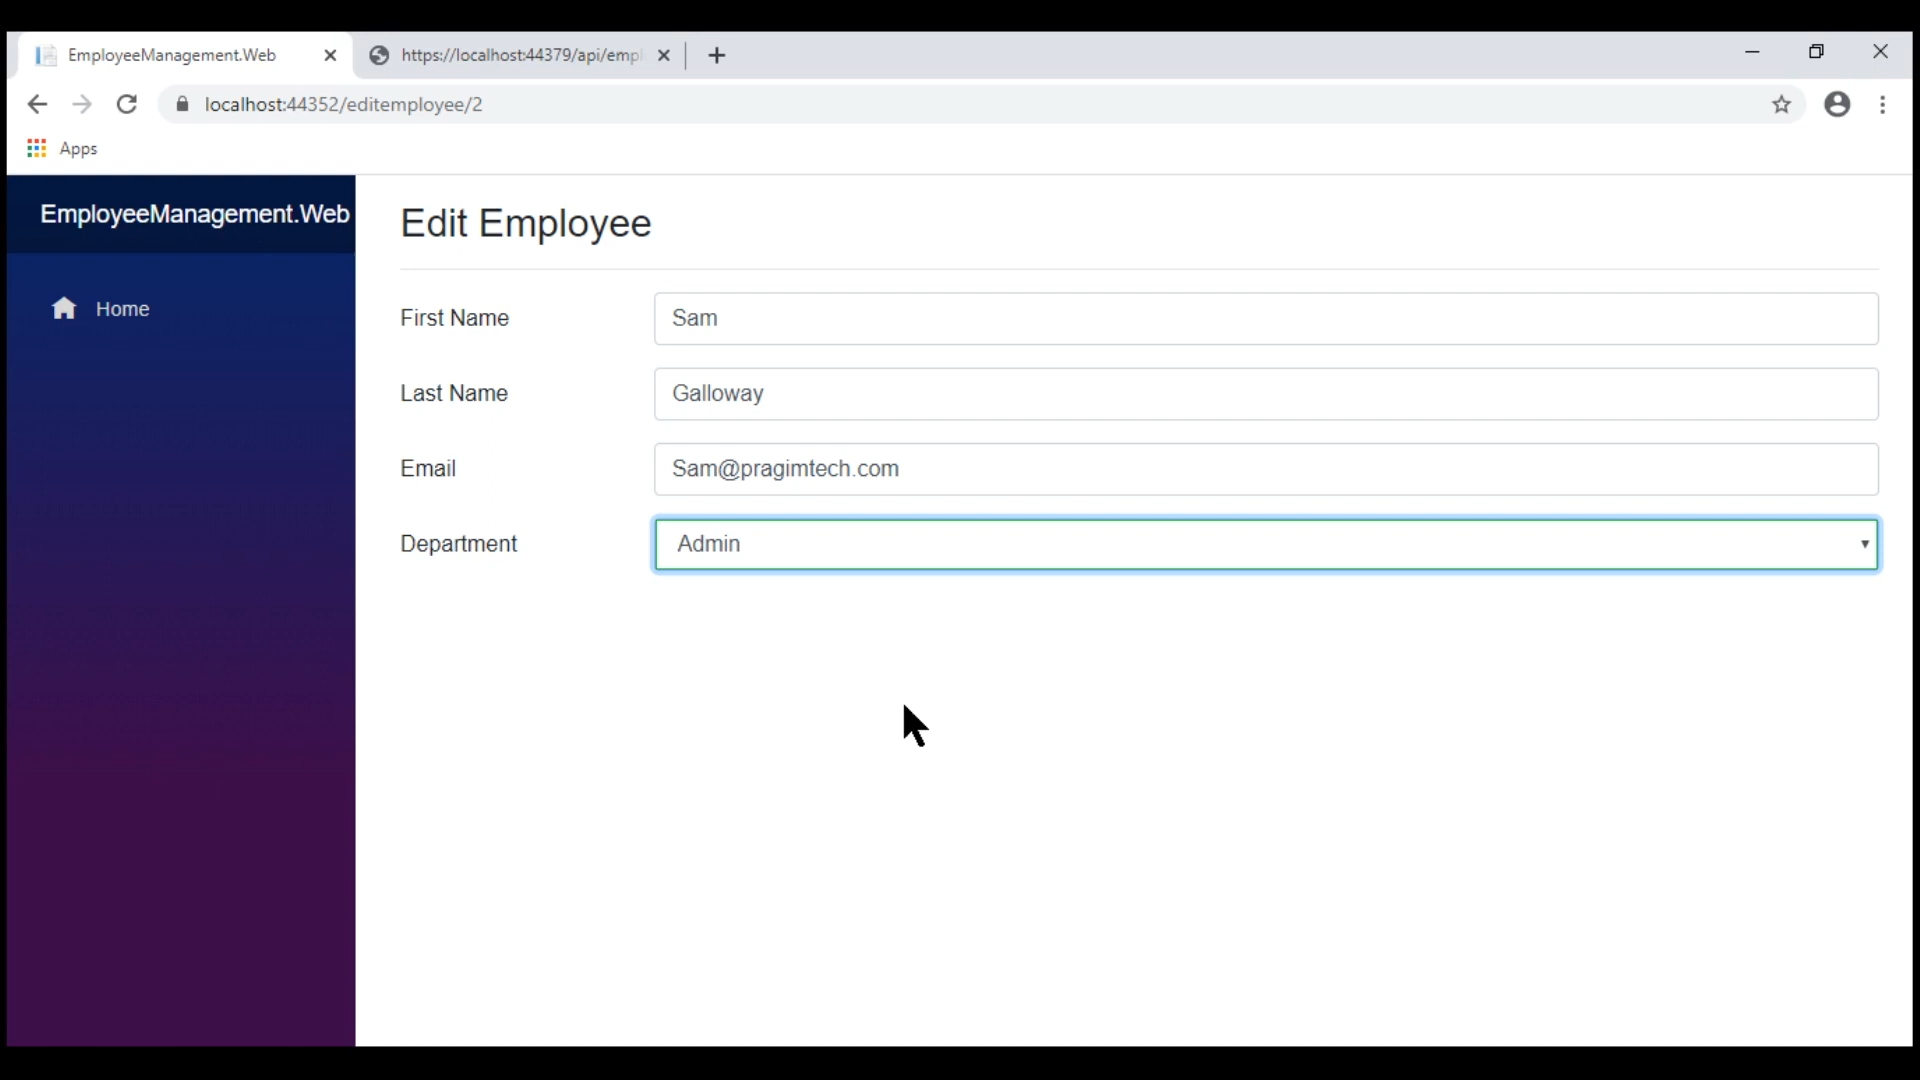 EmployeeManagement.Web
https://localhost:44379/api/empl
localhost:44352/editemployee/2
Apps
EmployeeManagement.Web
Home
Edit Employee
First Name
Sam
Last Name
Galloway
Email
Sam@pragimtech.com
Department
Admin